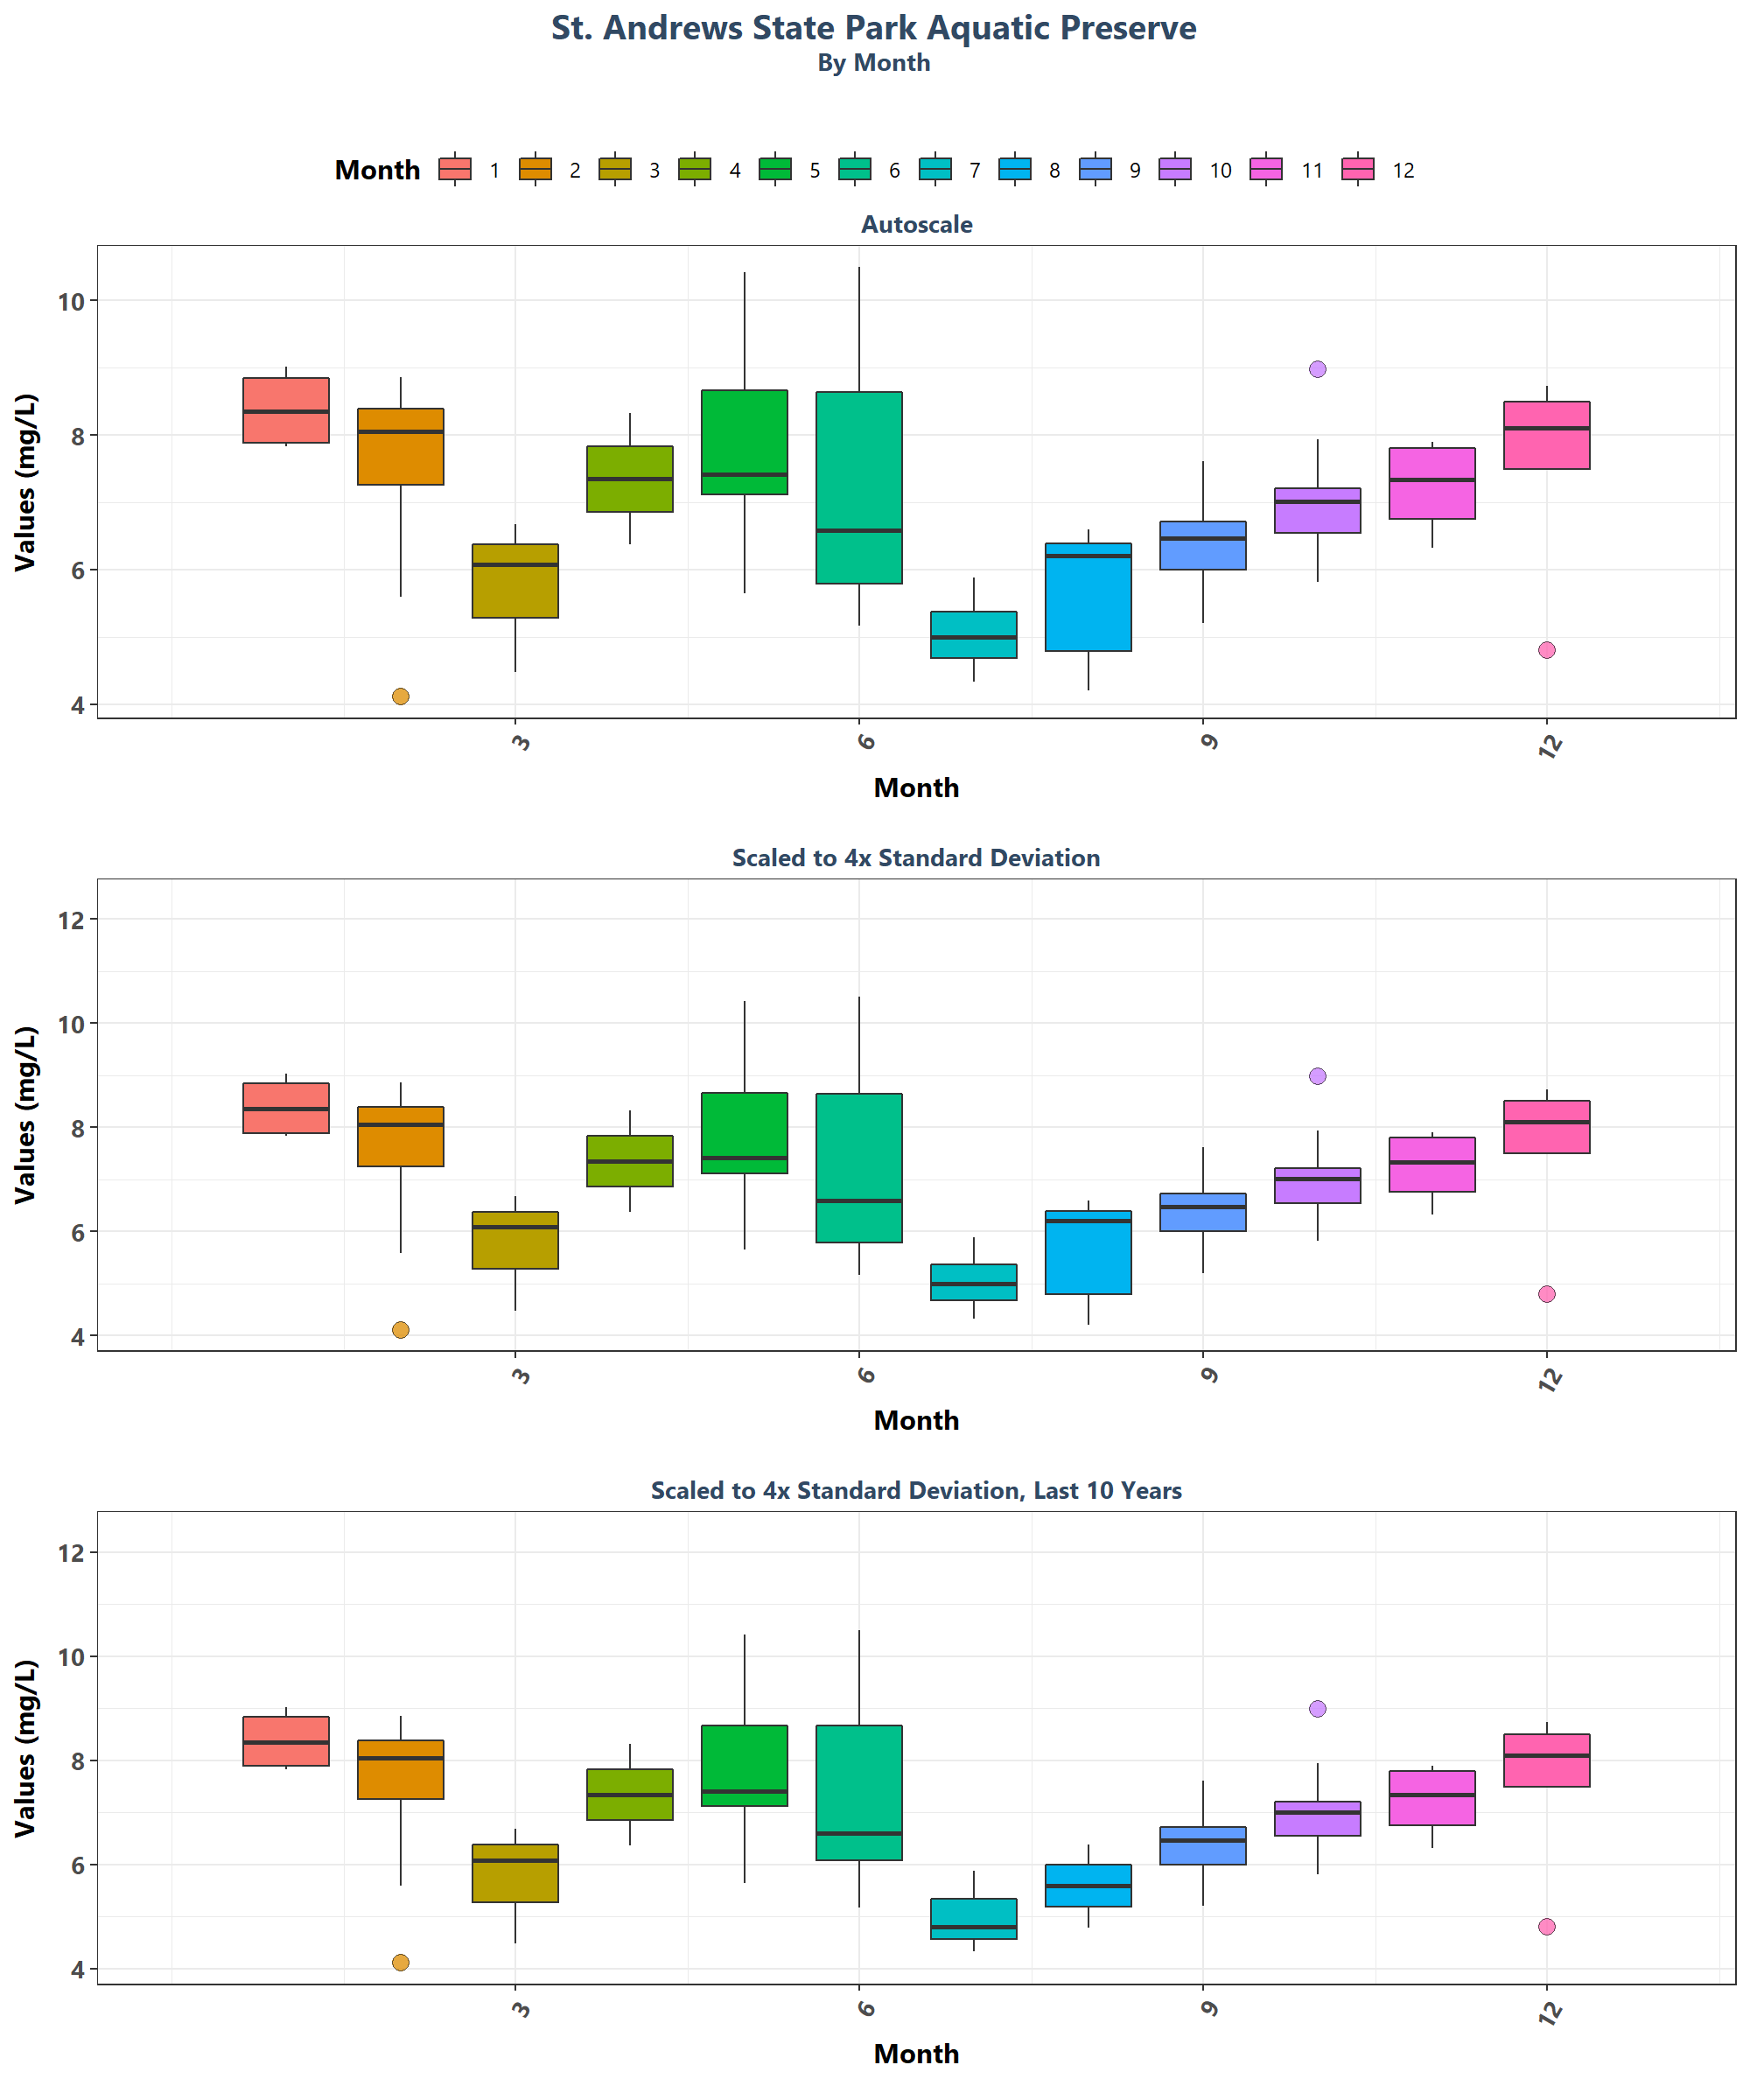 St. Andrews State Park Aquatic Preserve
By Month
Month 1 2 3 4 5 6 7 8 9 10 11 12
Autoscale
Values (mg/L)
10
8
6
4
3 6 9 12
Month
Scaled to 4x Standard Deviation
Values (mg/L)
12
10
8
6
4
3 6 9 12
Month
Scaled to 4x Standard Deviation, Last 10 Years
Values (mg/L)
12
10
8
6
4
3 6 9 12
Month